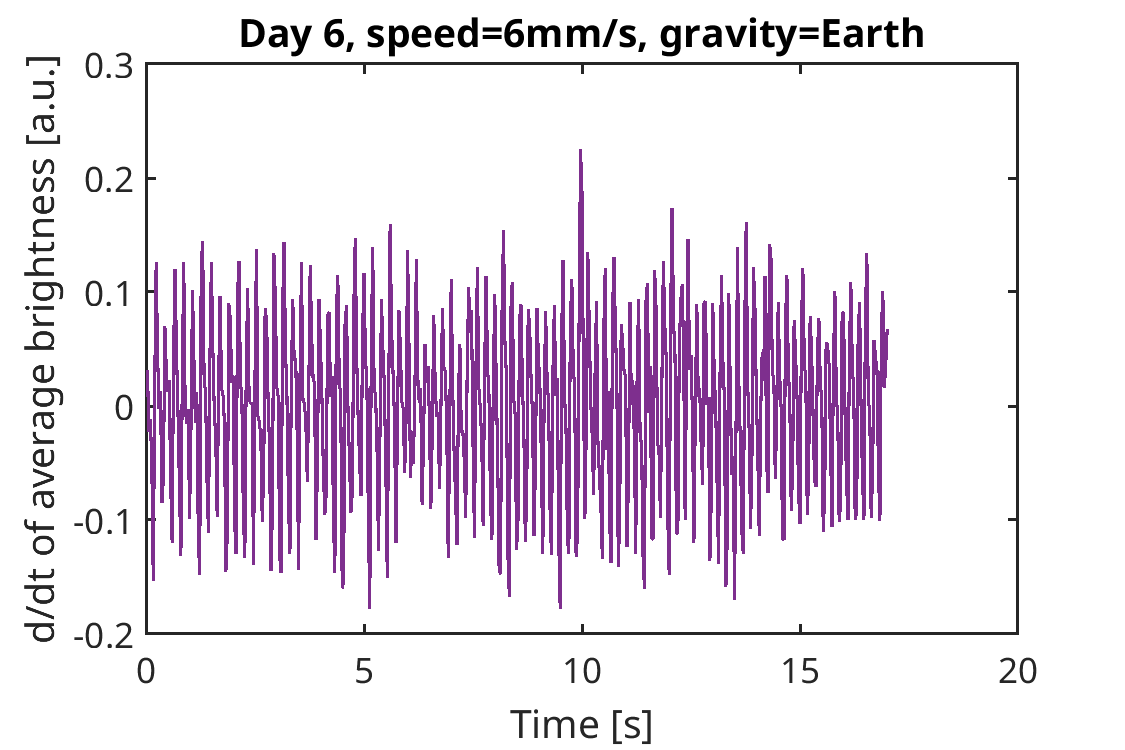 Day 6, speed=6mm/s, gravity=Earth
d/dt of average brightness [a.u.]
0.3
0.2
0.1
0
-0.1
-0.2
0 5 10 15 20
Time [s]